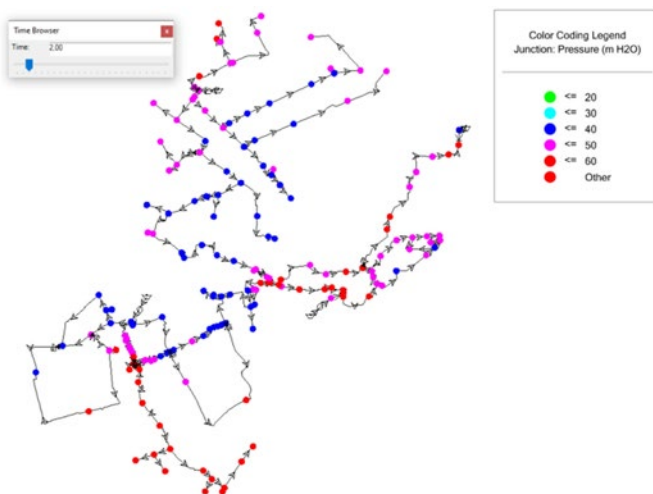 Time Browser
Time: 2.00
Color Coding Legend
Junction: Pressure (m H2O)
<= 20
<= 30
<= 40
<= 50
<= 60
Other